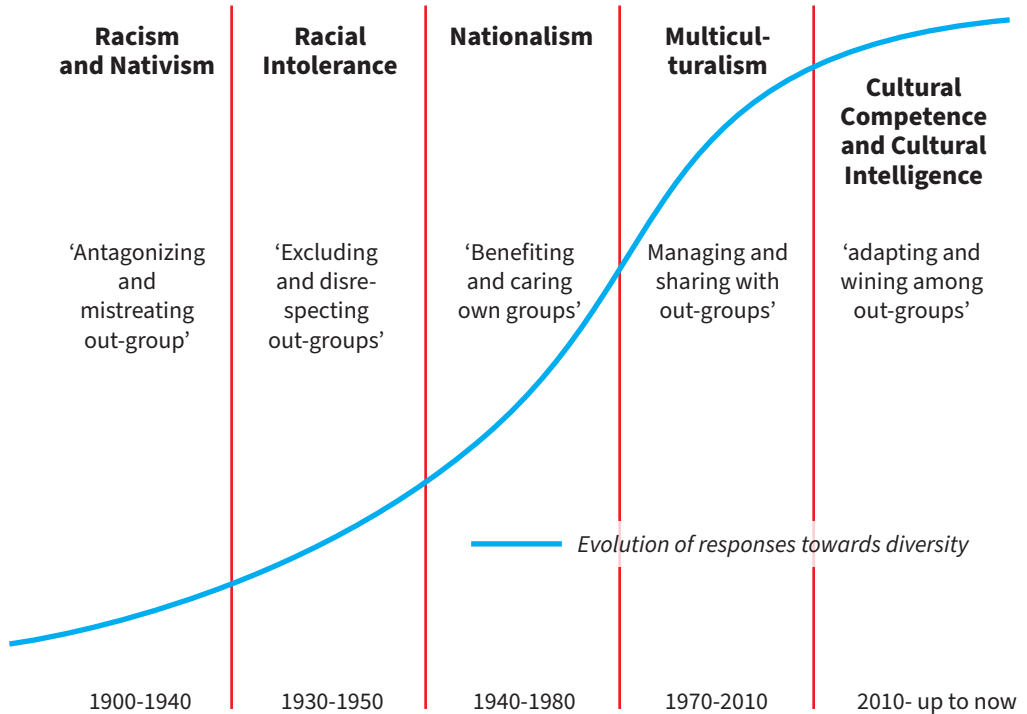 Racism
and Nativism
Racial
Intolerance
Nationalism
Multicul-
turalism
Cultural
Competence
and Cultural
Intelligence
‘Antagonizing
and
mistreating
out-group’
‘Excluding
and disre-
specting
out-groups’
‘Benefiting
and caring
own groups’
Managing and
sharing with
out-groups’
‘adapting and
wining among
out-groups’
Evolution of responses towards diversity
1900-1940
1930-1950
1940-1980
1970-2010
2010- up to now